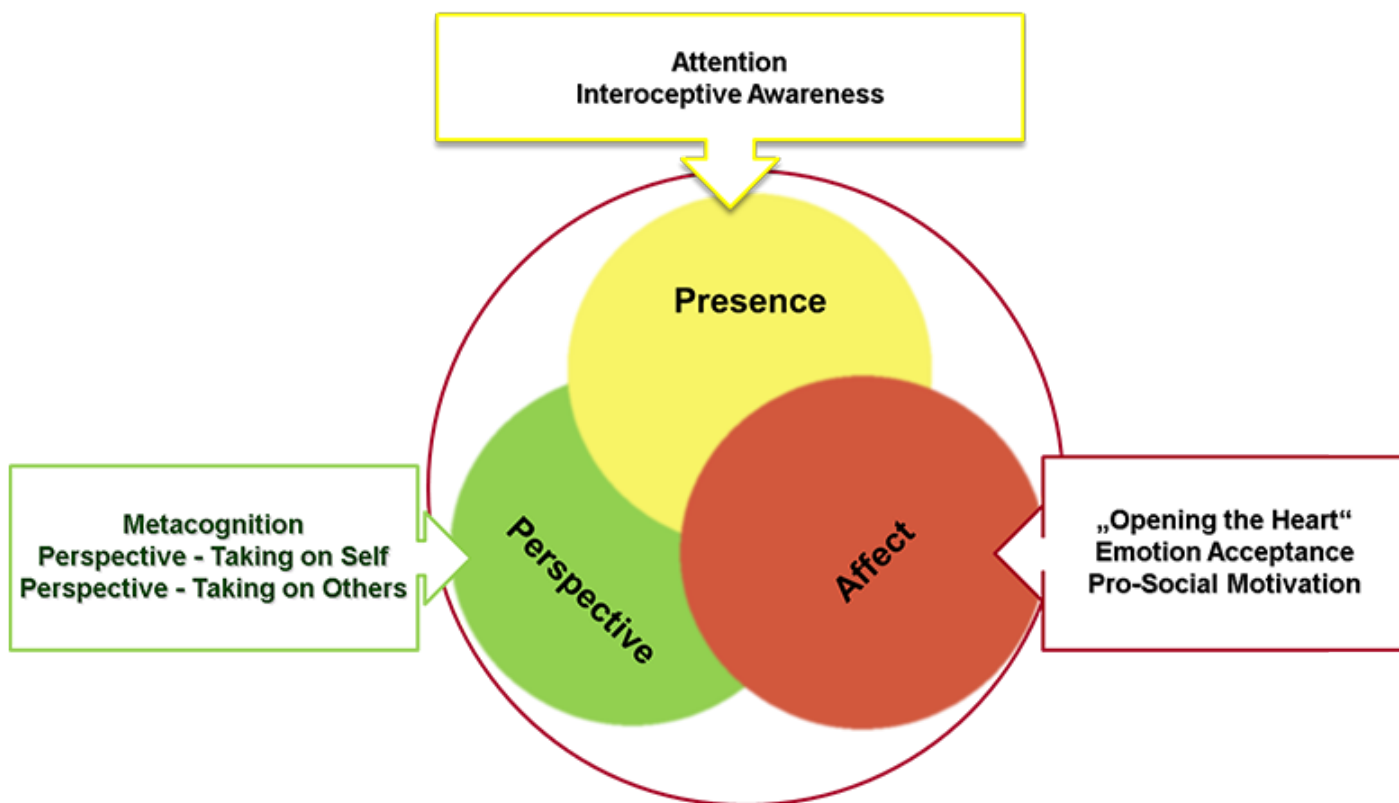 Attention
Interoceptive Awareness
Presence
Metacognition
Perspective - Taking on Self
Perspective - Taking on Others
Perspective
Affect
„Opening the Heart“
Emotion Acceptance
Pro-Social Motivation